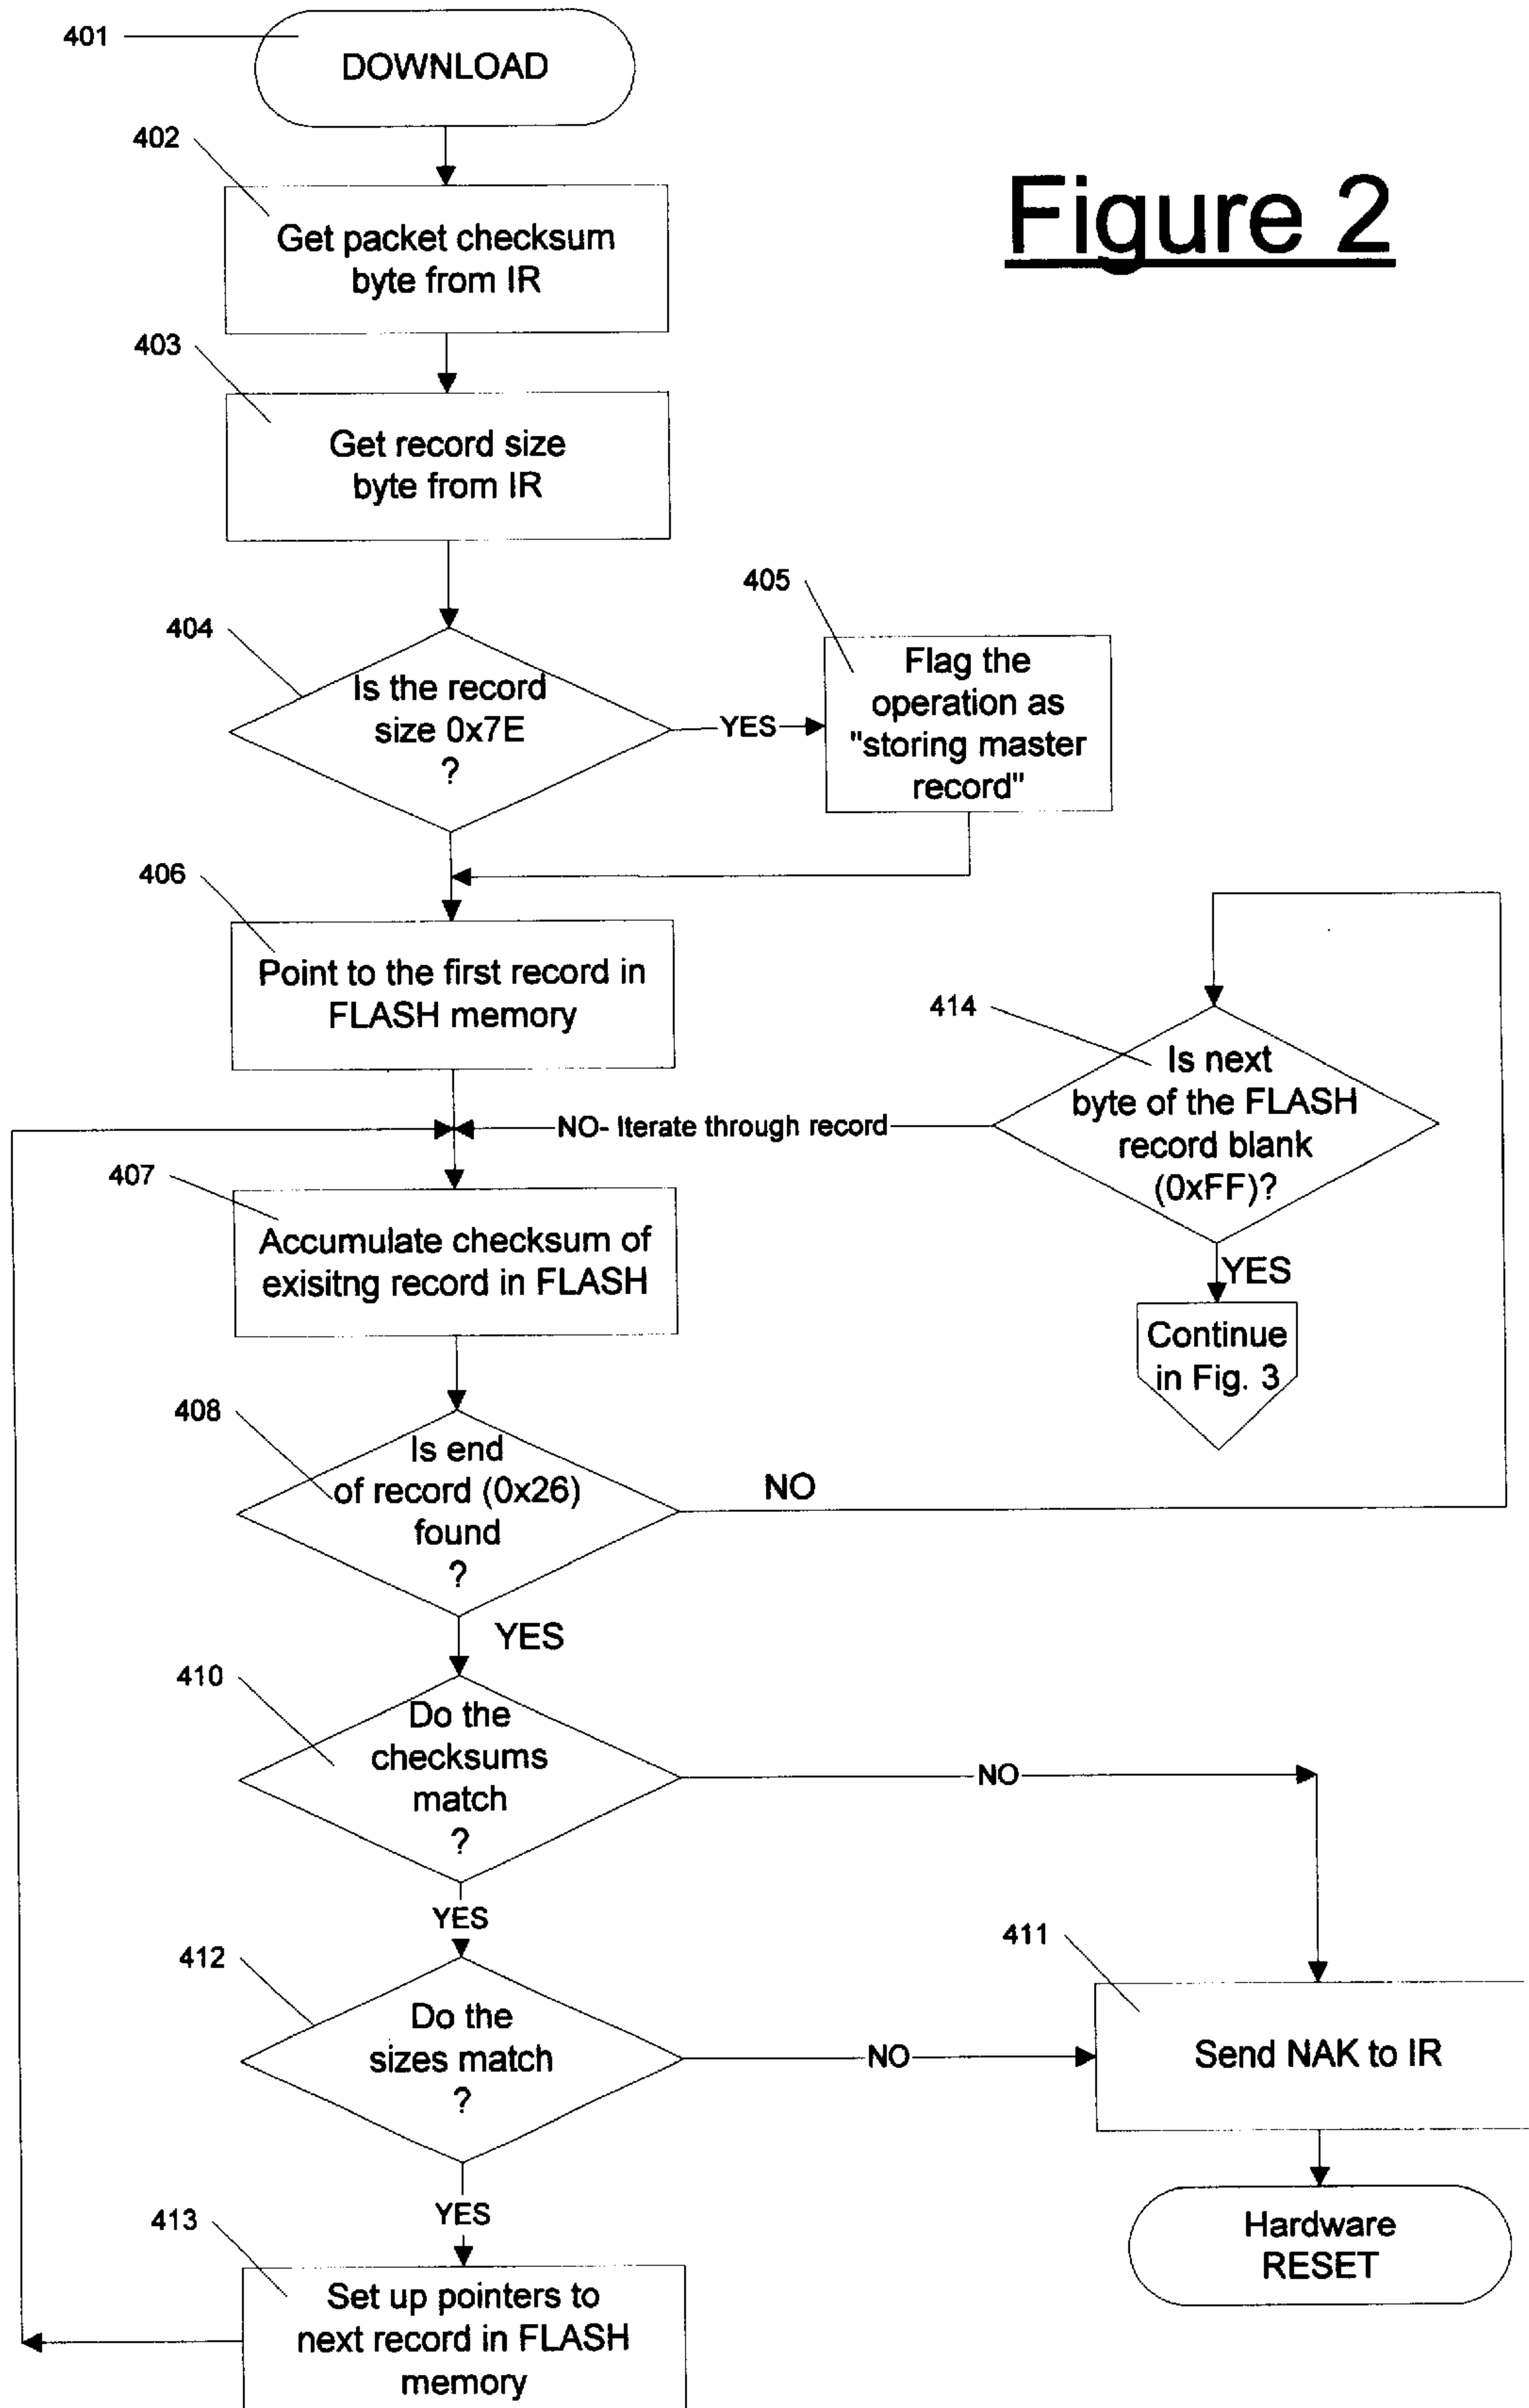 401
DOWNLOAD
Figure 2
402
Get packet checksum
byte from IR
403
Get record size
byte from IR
404
Is the record
size 0x7E
?
YES
405
Flag the
operation as
"storing master
record"
406
Point to the first record in
FLASH memory
414
Is next
byte of the FLASH
record blank
(0xFF)?
NO- Iterate through record
YES
Continue
in Fig. 3
407
Accumulate checksum of
exisitng record in FLASH
408
Is end
of record (0x26)
found
?
NO
YES
410
Do the
checksums
match
?
NO
YES
412
Do the
sizes match
?
NO
411
Send NAK to IR
Hardware
RESET
YES
413
Set up pointers to
next record in FLASH
memory